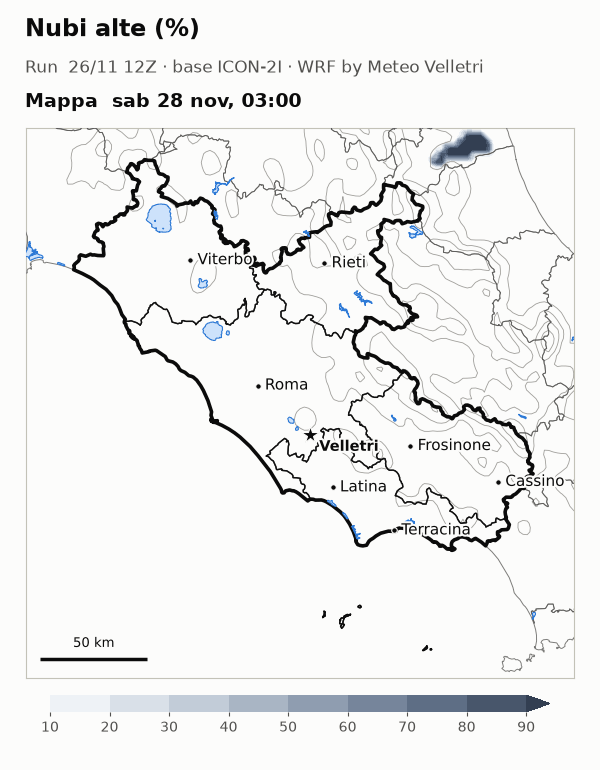 Nubi alte (%)
Run 26/11 12Z · base ICON-2I · WRF by Meteo Velletri
Mappa sab 28 nov, 03:00
Viterbo
Rieti
Roma
Velletri
Frosinone
Latina
Cassino
Terracina
50 km
10 20 30 40 50 60 70 80 90